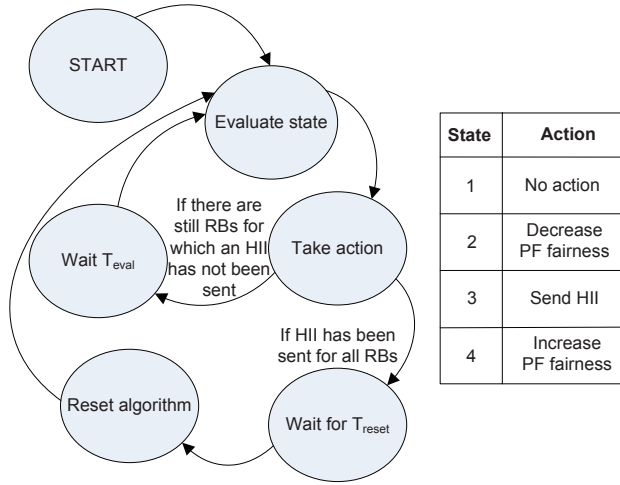 START
Evaluate state
If there are
still RBs for
which an HII
has not been
sent
Wait Teval
Take action
If HII has been
sent for all RBs
Reset algorithm
Wait for Treset
State Action
1 No action
2 Decrease
PF fairness
3 Send HII
4 Increase
PF fairness